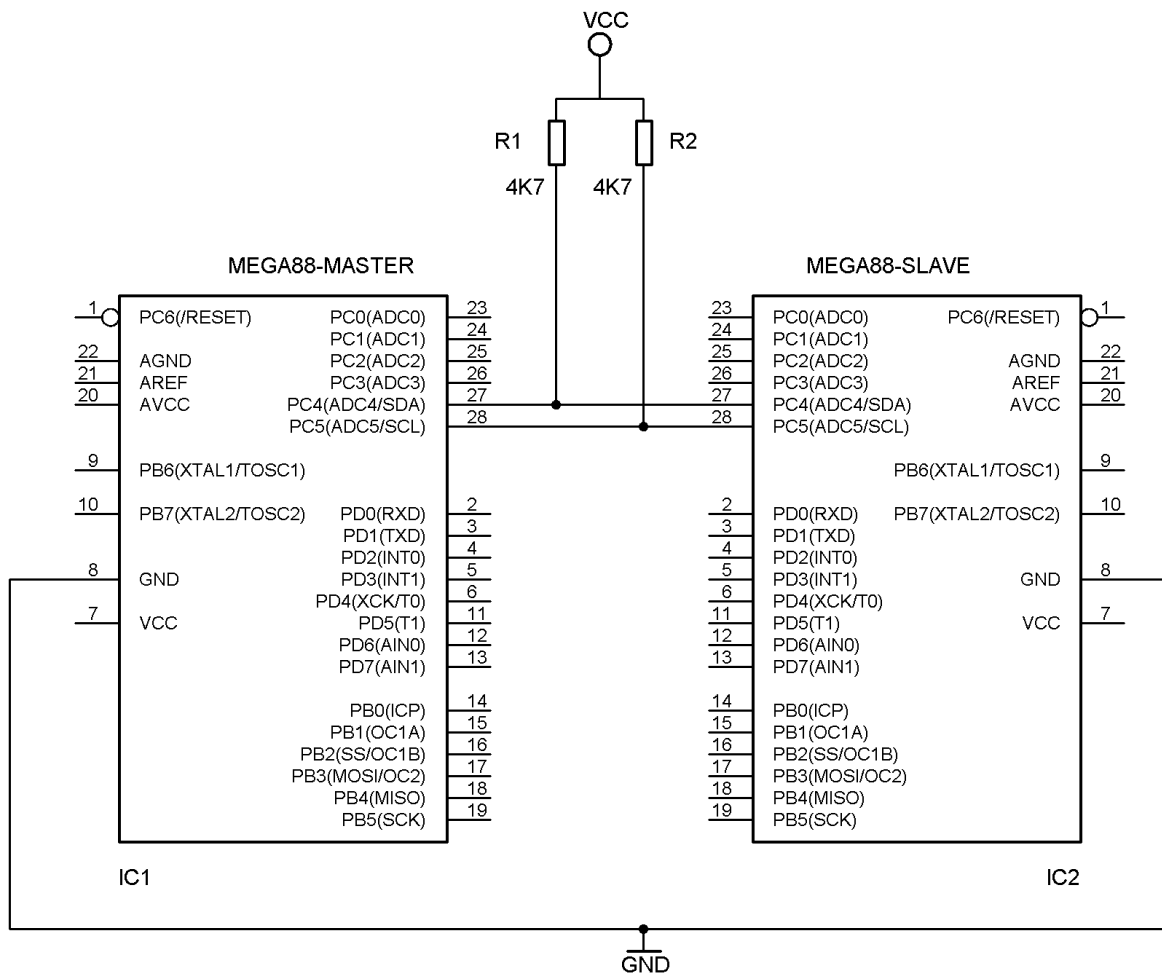 VCC
R1
R2
4K7
4K7
MEGA88-MASTER
1
PC6(/RESET)
22
AGND
21
AREF
20
AVCC
9
PB6(XTAL1/TOSC1)
10
PB7(XTAL2/TOSC2)
8
GND
7
VCC
PC0(ADC0)
23
PC1(ADC1)
24
PC2(ADC2)
25
PC3(ADC3)
26
PC4(ADC4/SDA)
27
PC5(ADC5/SCL)
28
PD0(RXD)
2
PD1(TXD)
3
PD2(INT0)
4
PD3(INT1)
5
PD4(XCK/T0)
6
PD5(T1)
11
PD6(AIN0)
12
PD7(AIN1)
13
PB0(ICP)
14
PB1(OC1A)
15
PB2(SS/OC1B)
16
PB3(MOSI/OC2)
17
PB4(MISO)
18
PB5(SCK)
19
IC1
MEGA88-SLAVE
23
PC0(ADC0)
24
PC1(ADC1)
25
PC2(ADC2)
26
PC3(ADC3)
27
PC4(ADC4/SDA)
28
PC5(ADC5/SCL)
2
PD0(RXD)
3
PD1(TXD)
4
PD2(INT0)
5
PD3(INT1)
6
PD4(XCK/T0)
11
PD5(T1)
12
PD6(AIN0)
13
PD7(AIN1)
14
PB0(ICP)
15
PB1(OC1A)
16
PB2(SS/OC1B)
17
PB3(MOSI/OC2)
18
PB4(MISO)
19
PB5(SCK)
PC6(/RESET)
1
AGND
22
AREF
21
AVCC
20
PB6(XTAL1/TOSC1)
9
PB7(XTAL2/TOSC2)
10
GND
8
VCC
7
IC2
GND